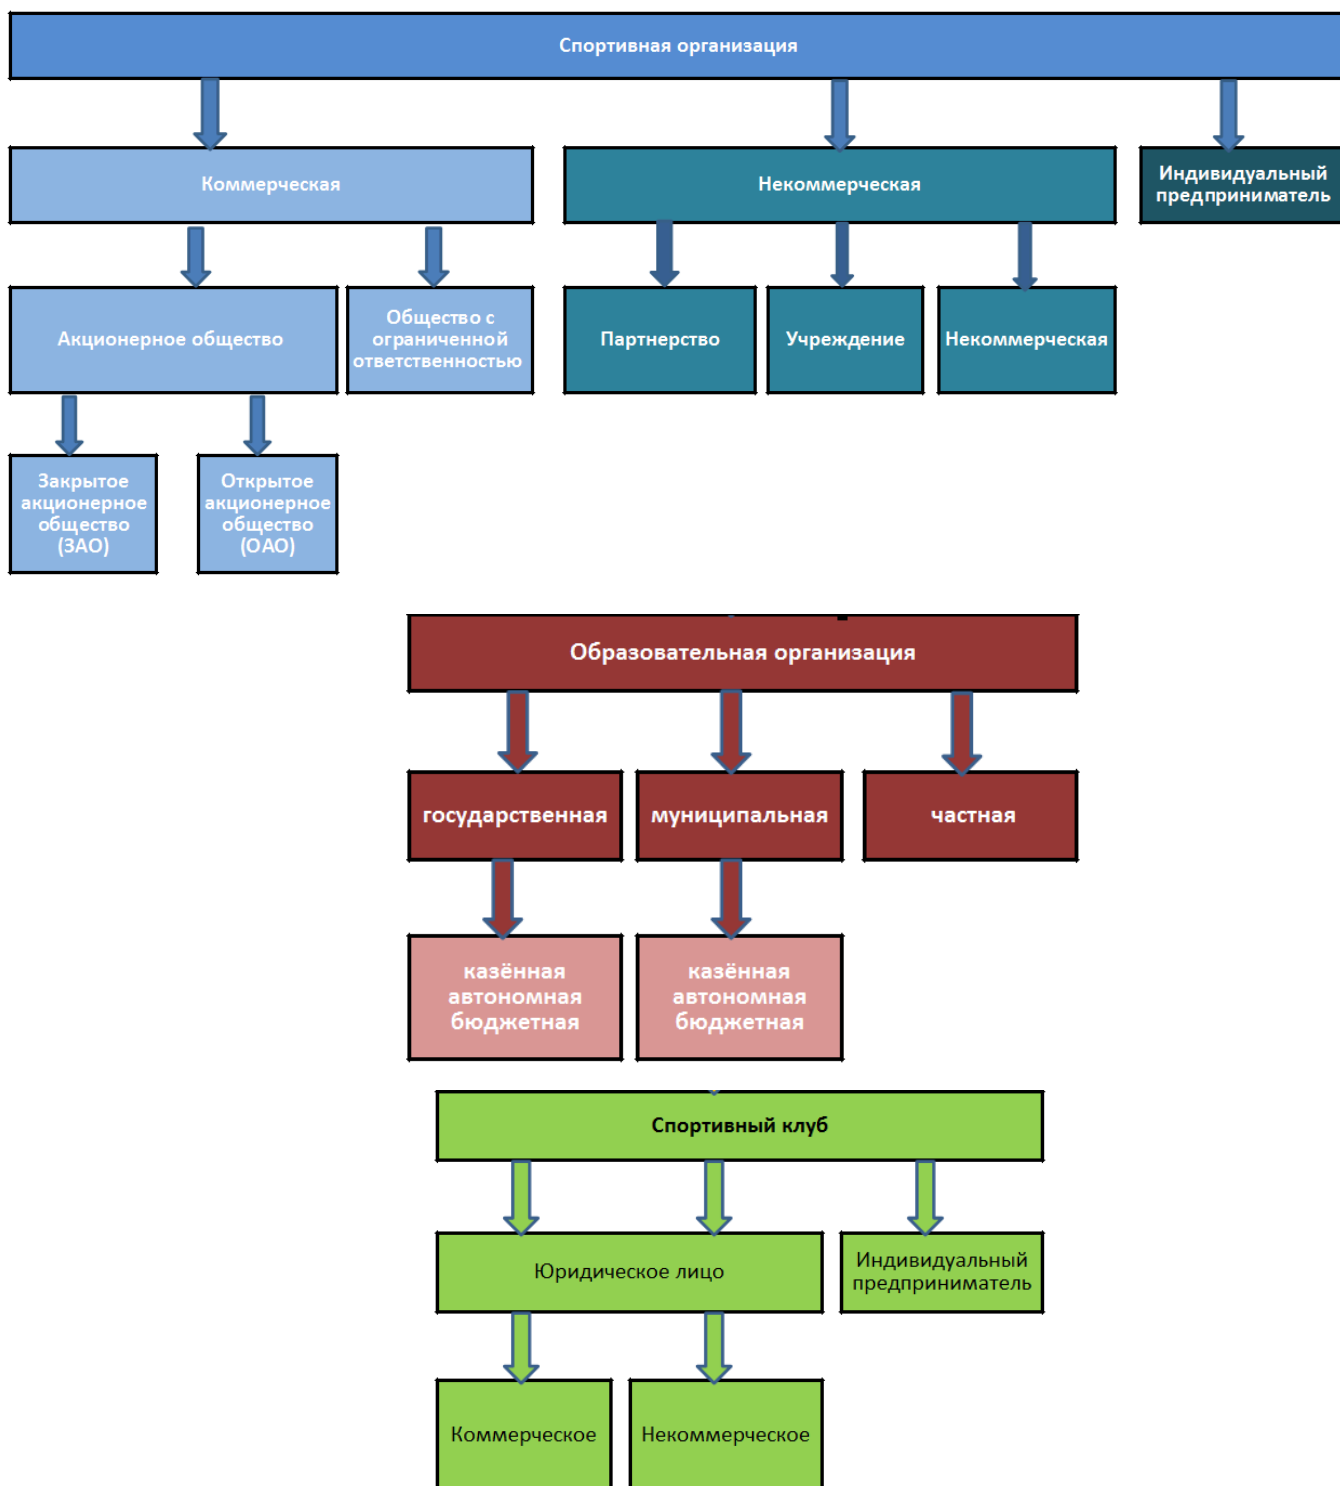 Спортивная организация
Коммерческая
Некоммерческая
Индивидуальный
предприниматель
Акционерное общество
Общество с
ограниченной
ответственностью
Партнерство
Учреждение
Некоммерческая
Закрытое
акционерное
общество
(ЗАО)
Открытое
акционерное
общество
(ОАО)
Образовательная организация
государственная
муниципальная
частная
казённая
автономная
бюджетная
казённая
автономная
бюджетная
Спортивный клуб
Юридическое лицо
Индивидуальный
предприниматель
Коммерческое
Некоммерческое